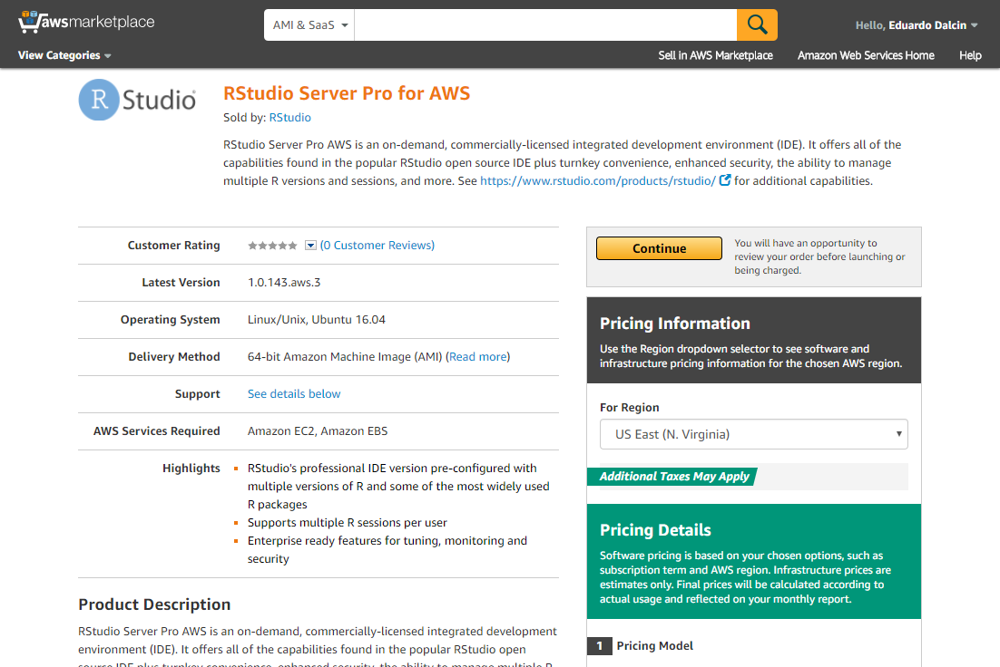 awsmarketplace
AMI & SaaS
Hello, Eduardo Dalcin
View Categories
Sell in AWS Marketplace
Amazon Web Services Home
Help
R Studio®
RStudio Server Pro for AWS
Sold by: RStudio
RStudio Server Pro AWS is an on-demand, commercially-licensed integrated development environment (IDE). It offers all of the
capabilities found in the popular RStudio open source IDE plus turnkey convenience, enhanced security, the ability to manage
multiple R versions and sessions, and more. See https://www.rstudio.com/products/rstudio/ for additional capabilities.
Customer Rating
(0 Customer Reviews)
Latest Version
1.0.143.aws.3
Operating System
Linux/Unix, Ubuntu 16.04
Delivery Method
64-bit Amazon Machine Image (AMI) (Read more)
Support
See details below
AWS Services Required
Amazon EC2, Amazon EBS
Highlights
RStudio's professional IDE version pre-configured with
multiple versions of R and some of the most widely used
R packages
Supports multiple R sessions per user
Enterprise ready features for tuning, monitoring and
security
Product Description
RStudio Server Pro AWS is an on-demand, commercially-licensed integrated development
environment (IDE). It offers all of the capabilities found in the popular RStudio open
source IDE plus turnkey convenience, enhanced security, the ability to manage multiple R
Continue
You will have an opportunity to
review your order before launching or
being charged.
Pricing Information
Use the Region dropdown selector to see software and
infrastructure pricing information for the chosen AWS region.
For Region
US East (N. Virginia)
Additional Taxes May Apply
Pricing Details
Software pricing is based on your chosen options, such as
subscription term and AWS region. Infrastructure prices are
estimates only. Final prices will be calculated according to
actual usage and reflected on your monthly report.
1 Pricing Model